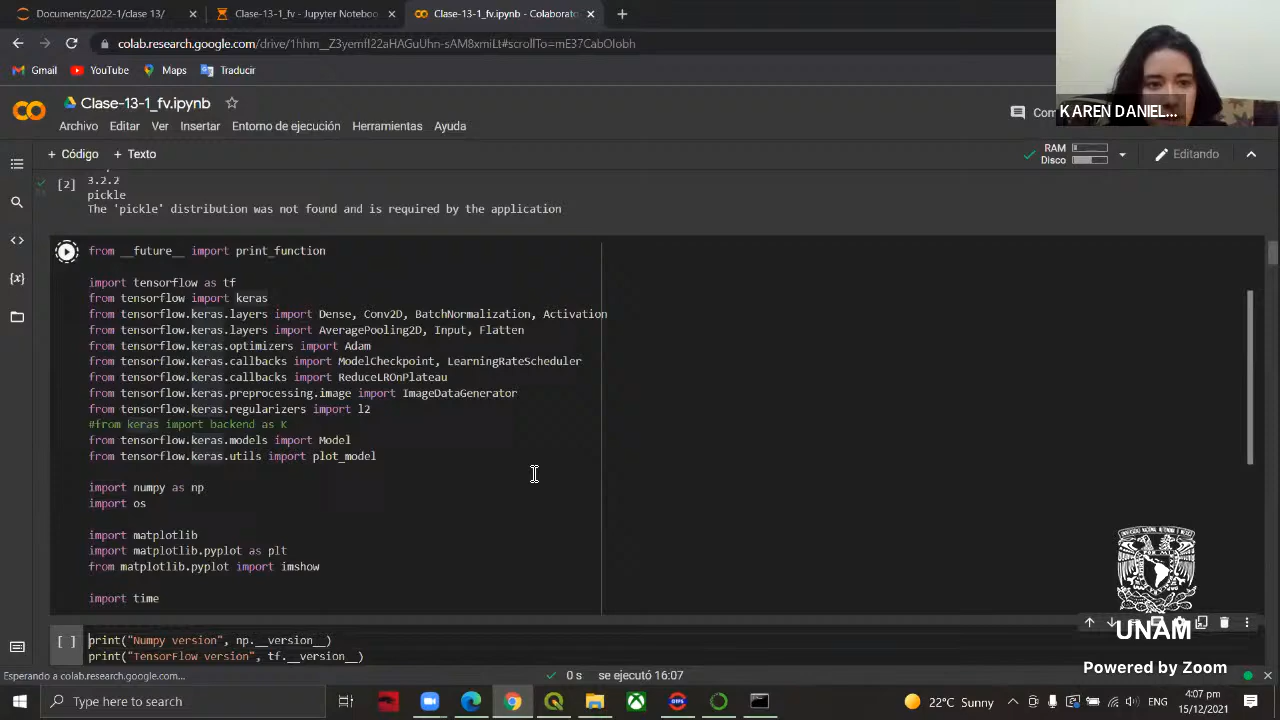 Documents/2022-1/clase 13/
Clase-13-1_fv - Jupyter Noteboo
Clase-13-1_fv.ipynb - Colaborato
colab.research.google.com/drive/1hhm_Z3yemfI22aHAGuUhn-sAM8xmiLt#scrollTo=mE37CabOIobh
Gmail
YouTube
Maps
Traducir
Clase-13-1_fv.ipynb
Com
KAREN DANIEL...
Archivo
Editar
Ver
Insertar
Entorno de ejecución
Herramientas
Ayuda
+ Código
+ Texto
RAM
Disco
Editando
[2]
3.2.2
pickle
The 'pickle' distribution was not found and is required by the application
from __future__ import print_function
import tensorflow as tf
from tensorflow import keras
from tensorflow.keras.layers import Dense, Conv2D, BatchNormalization, Activation
from tensorflow.keras.layers import AveragePooling2D, Input, Flatten
from tensorflow.keras.optimizers import Adam
from tensorflow.keras.callbacks import ModelCheckpoint, LearningRateScheduler
from tensorflow.keras.callbacks import ReduceLROnPlateau
from tensorflow.keras.preprocessing.image import ImageDataGenerator
from tensorflow.keras.regularizers import l2
#from keras import backend as K
from tensorflow.keras.models import Model
from tensorflow.keras.utils import plot_model
import numpy as np
import os
import matplotlib
import matplotlib.pyplot as plt
from matplotlib.pyplot import imshow
import time
[ ]
print("Numpy version", np.__version__)
print("TensorFlow version", tf.__version__)
UNAM
Powered by Zoom
Esperando a colab.research.google.com...
0 s
se ejecutó 16:07
Type here to search
22°C Sunny
ENG
4:07 pm
15/12/2021